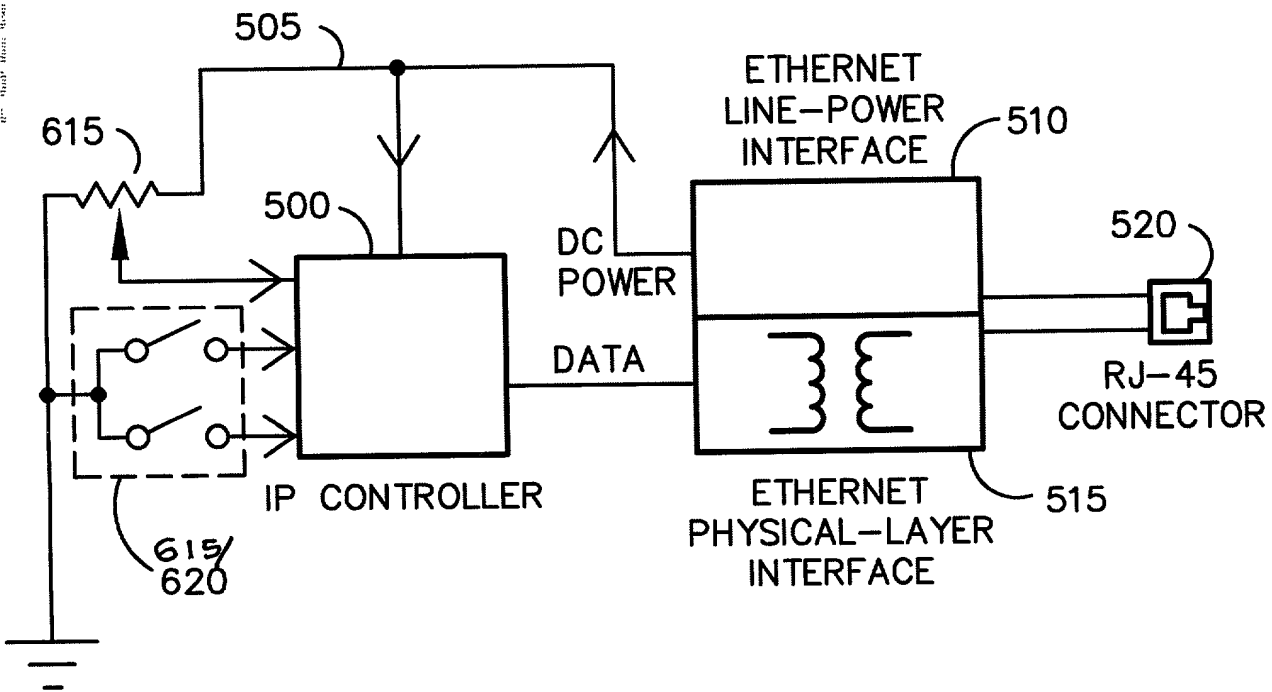 505
ETHERNET
LINE-POWER
INTERFACE
510
615
500
DC
POWER
520
DATA
RJ-45
CONNECTOR
IP CONTROLLER
ETHERNET
PHYSICAL-LAYER
INTERFACE
515
615/
620